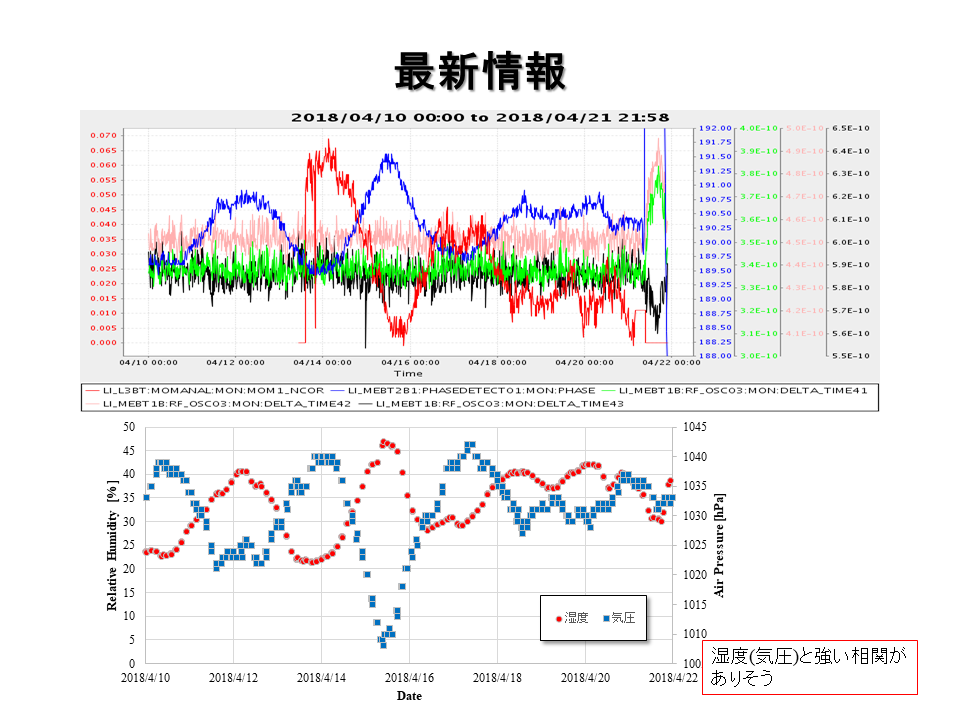 最新情報
2018/04/10 00:00 to 2018/04/21 21:58
0.070
0.065
0.060
0.055
0.050
0.045
0.040
0.035
0.030
0.025
0.020
0.015
0.010
0.005
0.000
192.00
191.75
191.50
191.25
191.00
190.75
190.50
190.25
190.00
189.75
189.50
189.25
189.00
188.75
188.50
188.25
188.00
4.0E-10
3.9E-10
3.8E-10
3.7E-10
3.6E-10
3.5E-10
3.4E-10
3.3E-10
3.2E-10
3.1E-10
3.0E-10
5.0E-10
4.9E-10
4.8E-10
4.7E-10
4.6E-10
4.5E-10
4.4E-10
4.3E-10
4.2E-10
4.1E-10
6.5E-10
6.4E-10
6.3E-10
6.2E-10
6.1E-10
6.0E-10
5.9E-10
5.8E-10
5.7E-10
5.6E-10
5.5E-10
04/10 00:00 04/12 00:00 04/14 00:00 04/16 00:00 04/18 00:00 04/20 00:00 04/22 00:00
Time
LI_L3BT:MOMANAL:MON:MOM1_NCOR LI_MEBT2B1:PHASEDETECT01:MON:PHASE LI_MEBT1B:RF_OSC03:MON:DELTA_TIME41
LI_MEBT1B:RF_OSC03:MON:DELTA_TIME42 LI_MEBT1B:RF_OSC03:MON:DELTA_TIME43
50
45
40
35
30
25
20
15
10
5
0
Relative Humidity [%]
1045
1040
1035
1030
1025
1020
1015
1010
100
Air Pressure [hPa]
湿度 気圧
2018/4/10 2018/4/12 2018/4/14 2018/4/16 2018/4/18 2018/4/20 2018/4/22
Date
湿度(気圧)と強い相関が
ありそう